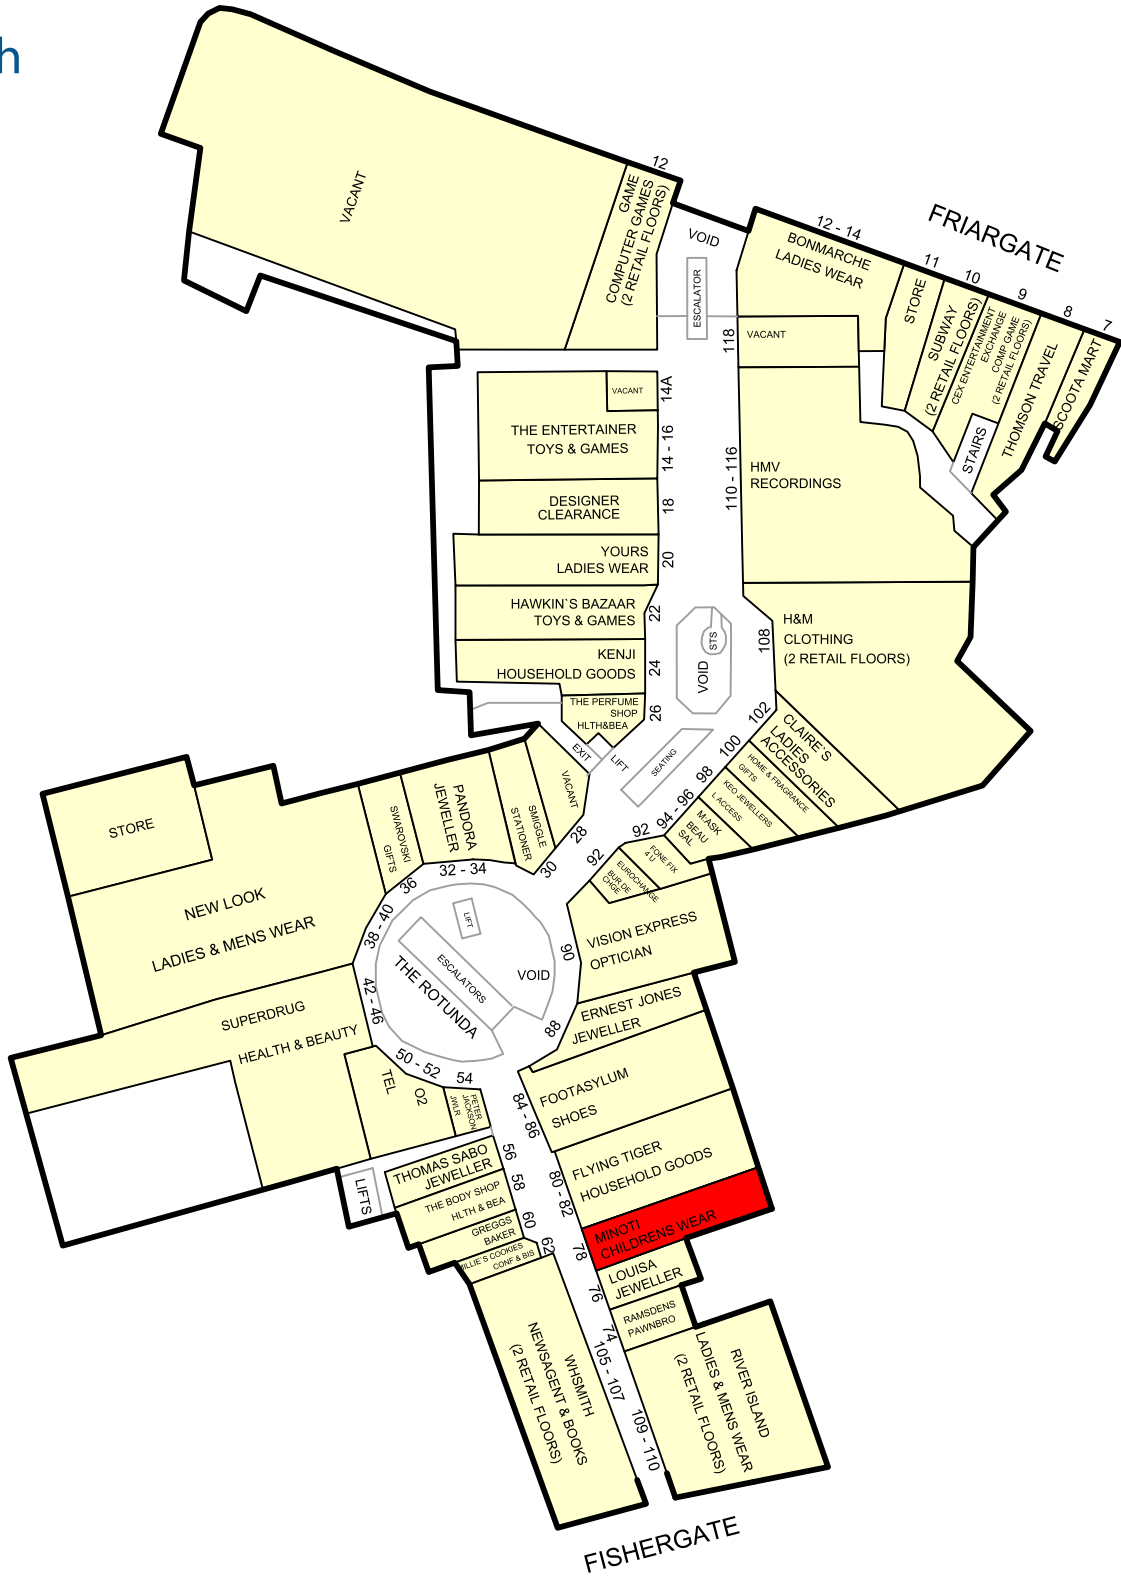 h
VACANT
12
GAME
COMPUTER GAMES
(2 RETAIL FLOORS)
VOID
ESCALATOR
FRIARGATE
12 - 14
BONMARCHE
LADIES WEAR
11
STORE
10
SUBWAY
(2 RETAIL FLOORS)
9
CEX ENTERTAINMENT
EXCHANGE
COMP GAME
(2 RETAIL FLOORS)
8
THOMSON TRAVEL
7
SCOOTA MART
STAIRS
118
VACANT
14A
VACANT
THE ENTERTAINER
TOYS & GAMES
14 - 16
DESIGNER
CLEARANCE
18
YOURS
LADIES WEAR
20
HAWKIN`S BAZAAR
TOYS & GAMES
22
KENJI
HOUSEHOLD GOODS
24
THE PERFUME
SHOP
HLTH&BEA
26
110 - 116
HMV
RECORDINGS
108
H&M
CLOTHING
(2 RETAIL FLOORS)
STS
VOID
EXIT
LIFT
SEATING
102
CLAIRE'S
LADIES
ACCESSORIES
100
HOME & FRAGRANCE
GIFTS
98
KEO JEWELLERS
L ACCESS
94 - 96
MASK
BEAU
SAL
92
FONE FIX
4 U
92
EUROCHANGE
BUR DE
CHGE
VACANT
28
SMIGGLE
STATIONER
30
PANDORA
JEWELLER
32 - 34
SWAROVSKI
GIFTS
36
STORE
NEW LOOK
LADIES & MENS WEAR
38 - 40
SUPERDRUG
HEALTH & BEAUTY
42 - 46
LIFT
ESCALATORS
THE ROTUNDA
VOID
VISION EXPRESS
OPTICIAN
90
ERNEST JONES
JEWELLER
88
O2
TEL
50 - 52
PETER
JACKSON
JWLR
54
FOOTASYLUM
SHOES
84 - 86
FLYING TIGER
HOUSEHOLD GOODS
80 - 82
LIFTS
THOMAS SABO
JEWELLER
56
THE BODY SHOP
HLTH & BEA
58
GREGGS
BAKER
60
MILLIE`S COOKIES
CONF & BIS
62
MINOTI
CHILDRENS WEAR
78
LOUISA
JEWELLER
76
RAMSDENS
PAWNBRO
74
WHSMITH
NEWSAGENT & BOOKS
(2 RETAIL FLOORS)
105 - 107
RIVER ISLAND
LADIES & MENS WEAR
(2 RETAIL FLOORS)
109 - 110
FISHERGATE